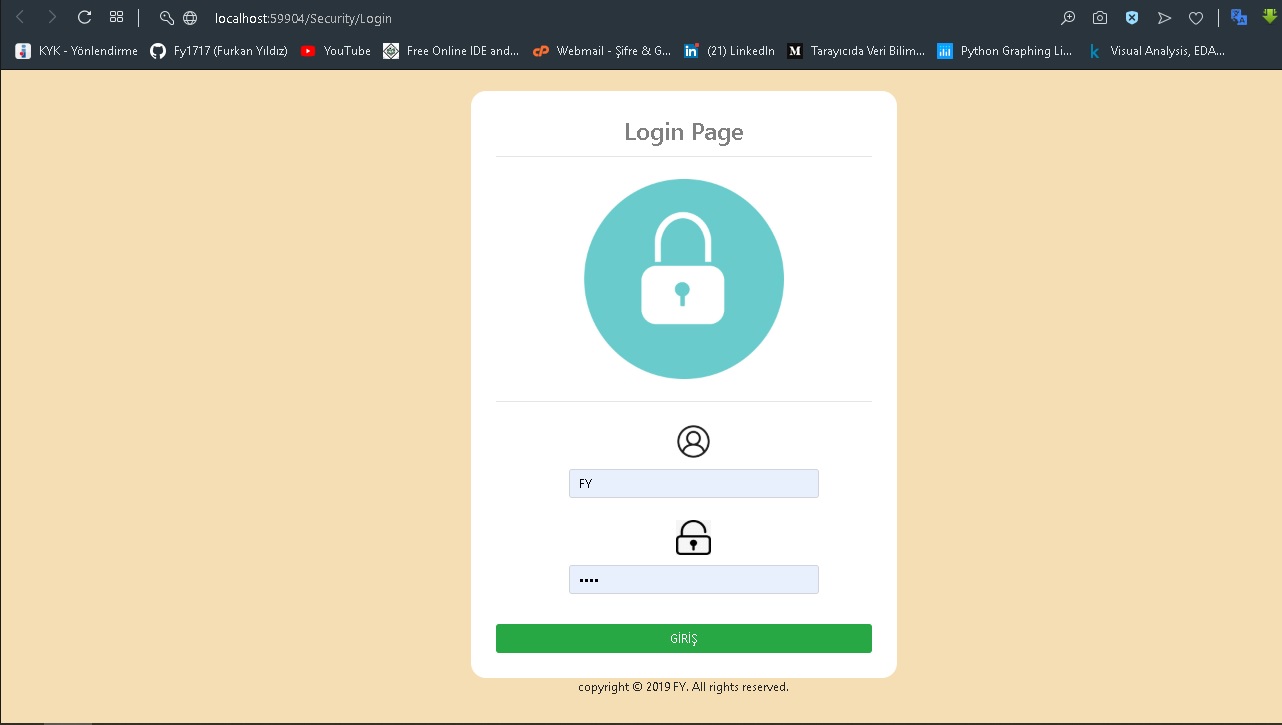 localhost:59904/Security/Login
KYK - Yönlendirme Fy1717 (Furkan Yıldız) YouTube Free Online IDE and... cP Webmail - Şifre & G... in (21) LinkedIn M Tarayıcıda Veri Bilim... Python Graphing Li... k Visual Analysis, EDA...
Login Page
FY
••••
GİRİŞ
copyright © 2019 FY. All rights reserved.